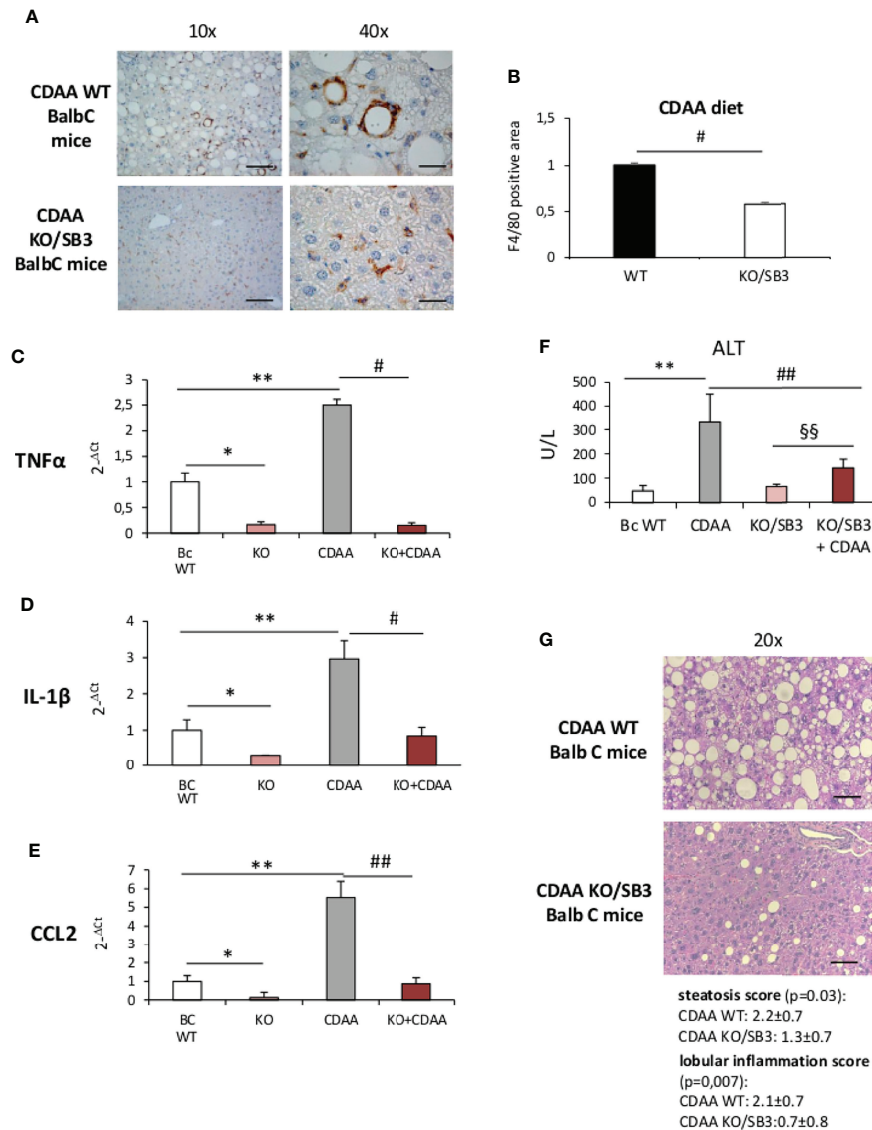 A
10x
40x
CDAA WT
BalbC
mice
CDAA
KO/SB3
BalbC mice
B
CDAA diet
F4/80 positive area
1,5
1
0,5
0
#
WT
KO/SB3
C
TNFα
2-ΔCt
3
2,5
2
1,5
1
0,5
0
**
#
*
Bc
WT
KO
CDAA
KO+CDAA
D
IL-1β
2-ΔCt
4
3
2
1
0
**
#
*
BC
WT
KO
CDAA
KO+CDAA
E
CCL2
2-ΔCt
7
6
5
4
3
2
1
0
**
##
*
BC
WT
KO
CDAA
KO+CDAA
F
ALT
U/L
500
400
300
200
100
0
**
##
§§
Bc WT
CDAA
KO/SB3
KO/SB3
+ CDAA
G
20x
CDAA WT
Balb C mice
CDAA KO/SB3
Balb C mice
steatosis score (p=0.03):
CDAA WT: 2.2±0.7
CDAA KO/SB3: 1.3±0.7
lobular inflammation score
(p=0,007):
CDAA WT: 2.1±0.7
CDAA KO/SB3:0.7±0.8